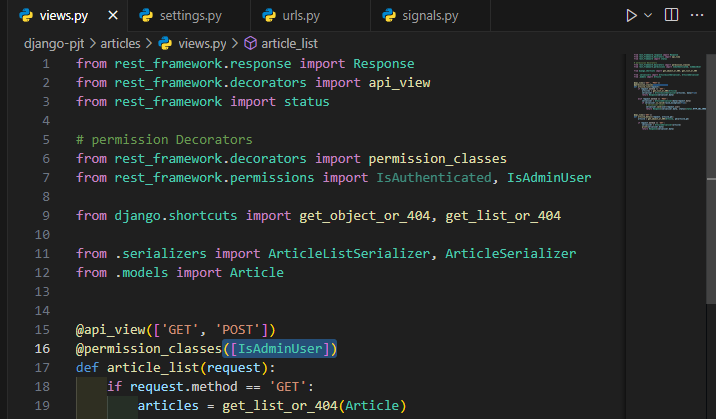 views.py settings.py urls.py signals.py
django-pjt > articles > views.py > article_list
1 from rest_framework.response import Response
2 from rest_framework.decorators import api_view
3 from rest_framework import status
4
5 # permission Decorators
6 from rest_framework.decorators import permission_classes
7 from rest_framework.permissions import IsAuthenticated, IsAdminUser
8
9 from django.shortcuts import get_object_or_404, get_list_or_404
10
11 from .serializers import ArticleListSerializer, ArticleSerializer
12 from .models import Article
13
14
15 @api_view(['GET', 'POST'])
16 @permission_classes([IsAdminUser])
17 def article_list(request):
18 if request.method == 'GET':
19 articles = get_list_or_404(Article)